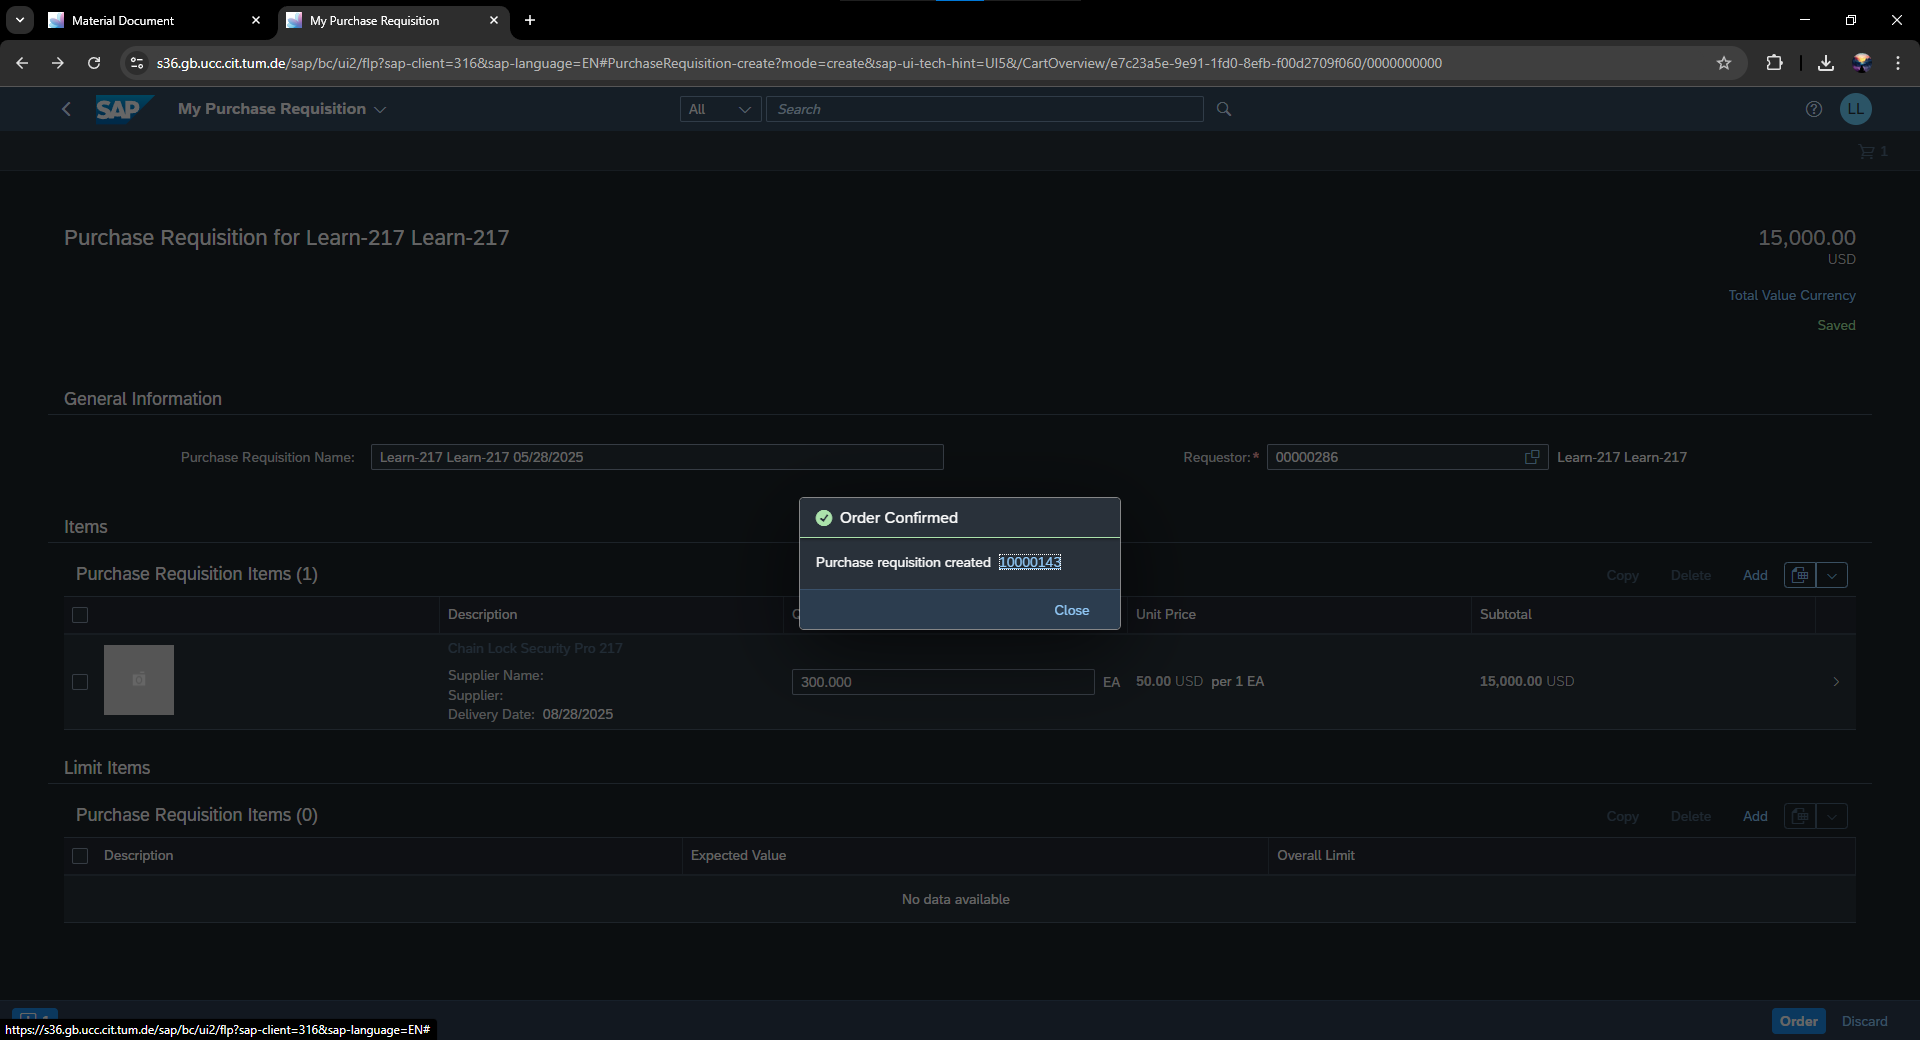 Material Document
My Purchase Requisition
s36.gb.ucc.cit.tum.de/sap/bc/ui2/flp?sap-client=316&sap-language=EN#PurchaseRequisition-create?mode=create&sap-ui-tech-hint=UI5&/CartOverview/e7c23a5e-9e91-1fd0-8efb-f00d2709f060/0000000000
SAP My Purchase Requisition All Search LL
1
Purchase Requisition for Learn-217 Learn-217
15,000.00
USD
Total Value Currency
Saved
General Information
Purchase Requisition Name: Learn-217 Learn-217 05/28/2025 Requestor:* 00000286 Learn-217 Learn-217
Order Confirmed
Purchase requisition created 10000143
Close
Items
Purchase Requisition Items (1) Copy Delete Add
Description Unit Price Subtotal
Chain Lock Security Pro 217
Supplier Name:
Supplier:
Delivery Date: 08/28/2025
300.000 EA 50.00 USD per 1 EA 15,000.00 USD
Limit Items
Purchase Requisition Items (0) Copy Delete Add
Description Expected Value Overall Limit
No data available
https://s36.gb.ucc.cit.tum.de/sap/bc/ui2/flp?sap-client=316&sap-language=EN#
Order Discard